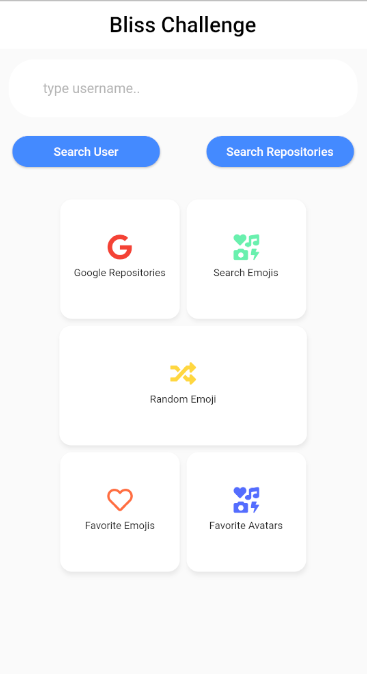 Bliss Challenge
type username..
Search User
Search Repositories
Google Repositories
Search Emojis
Random Emoji
Favorite Emojis
Favorite Avatars